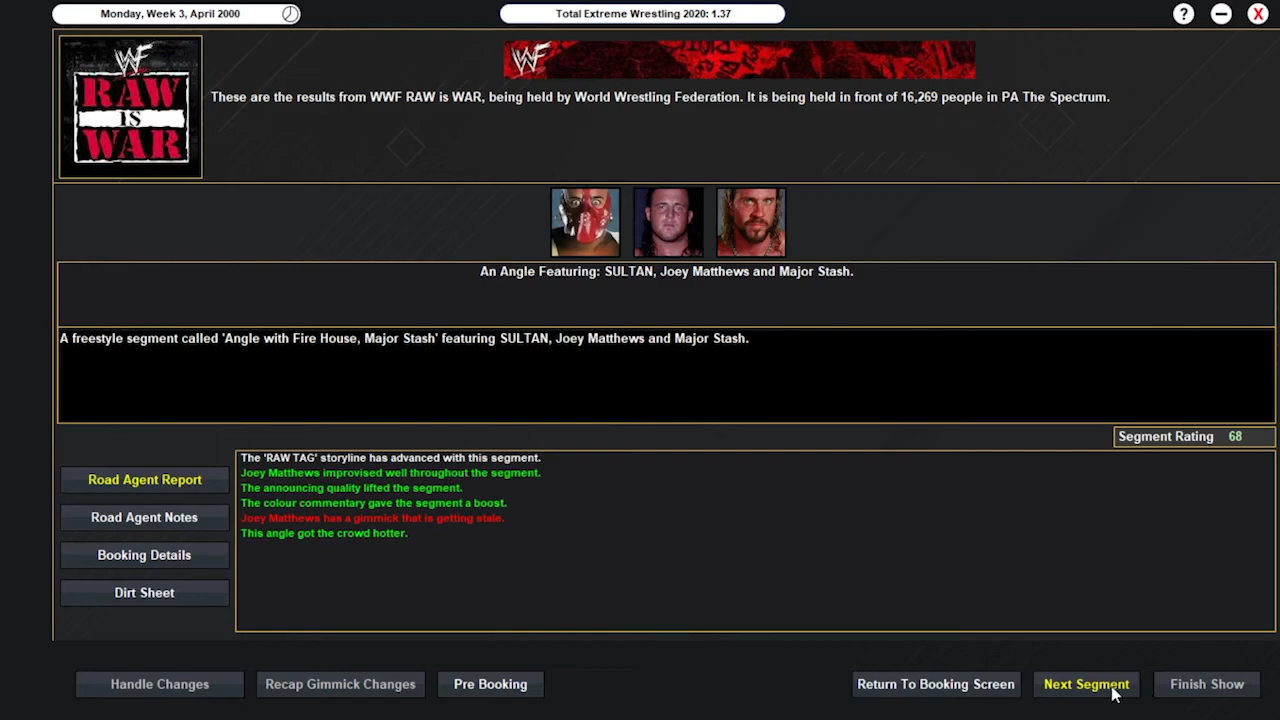 Monday, Week 3, April 2000
Total Extreme Wrestling 2020: 1.37
?
X
WF
RAW
IS
WAR
WF
These are the results from WWF RAW is WAR, being held by World Wrestling Federation. It is being held in front of 16,269 people in PA The Spectrum.
An Angle Featuring: SULTAN, Joey Matthews and Major Stash.
A freestyle segment called 'Angle with Fire House, Major Stash' featuring SULTAN, Joey Matthews and Major Stash.
Segment Rating 68
Road Agent Report
Road Agent Notes
Booking Details
Dirt Sheet
The 'RAW TAG' storyline has advanced with this segment.
Joey Matthews improvised well throughout the segment.
The announcing quality lifted the segment.
The colour commentary gave the segment a boost.
Joey Matthews has a gimmick that is getting stale.
This angle got the crowd hotter.
Handle Changes
Recap Gimmick Changes
Pre Booking
Return To Booking Screen
Next Segment
Finish Show